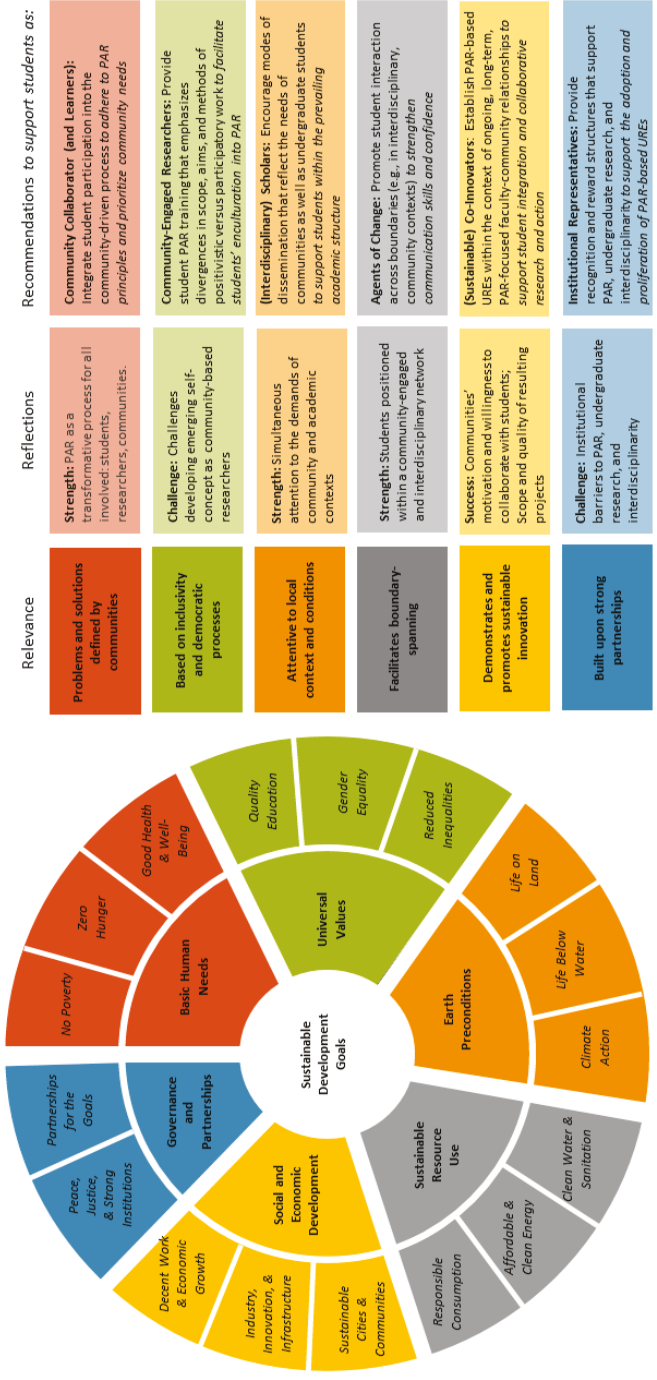 Sustainable
Development
Goals
Basic Human
Needs
No Poverty
Zero
Hunger
Good Health
& Well-
Being
Universal
Values
Quality
Education
Gender
Equality
Reduced
Inequalities
Earth
Preconditions
Life on
Land
Life Below
Water
Climate
Action
Sustainable
Resource
Use
Clean Water &
Sanitation
Affordable &
Clean Energy
Responsible
Consumption
Social and
Economic
Development
Sustainable
Cities &
Communities
Industry,
Innovation, &
Infrastructure
Decent Work
& Economic
Growth
Governance
and
Partnerships
Peace,
Justice,
& Strong
Institutions
Partnerships
for the
Goals
Relevance
Reflections
Recommendations to support students as:
Problems and solutions
defined by
communities
Strength: PAR as a
transformative process for all
involved: students,
researchers, communities.
Community Collaborator (and Learners):
Integrate student participation into the
community-driven process to adhere to PAR
principles and prioritize community needs
Based on inclusivity
and democratic
processes
Challenge: Challenges
developing emerging self-
concept as community-based
researchers
Community-Engaged Researchers: Provide
student PAR training that emphasizes
divergences in scope, aims, and methods of
positivistic versus participatory work to facilitate
students' enculturation into PAR
Attentive to local
context and conditions
Strength: Simultaneous
attention to the demands of
community and academic
contexts
(Interdisciplinary) Scholars: Encourage modes of
dissemination that reflect the needs of
communities as well as undergraduate students
to support students within the prevailing
academic structure
Facilitates boundary-
spanning
Strength: Students positioned
within a community-engaged
and interdisciplinary network
Agents of Change: Promote student interaction
across boundaries (e.g., in interdisciplinary,
community contexts) to strengthen
communication skills and confidence
Demonstrates and
promotes sustainable
innovation
Success: Communities'
motivation and willingness to
collaborate with students;
Scope and quality of resulting
projects
(Sustainable) Co-Innovators: Establish PAR-based
UREs within the context of ongoing, long-term,
PAR-focused faculty-community relationships to
support student integration and collaborative
research and action
Built upon strong
partnerships
Challenge: Institutional
barriers to PAR, undergraduate
research, and
interdisciplinarity
Institutional Representatives: Provide
recognition and reward structures that support
PAR, undergraduate research, and
interdisciplinarity to support the adoption and
proliferation of PAR-based UREs